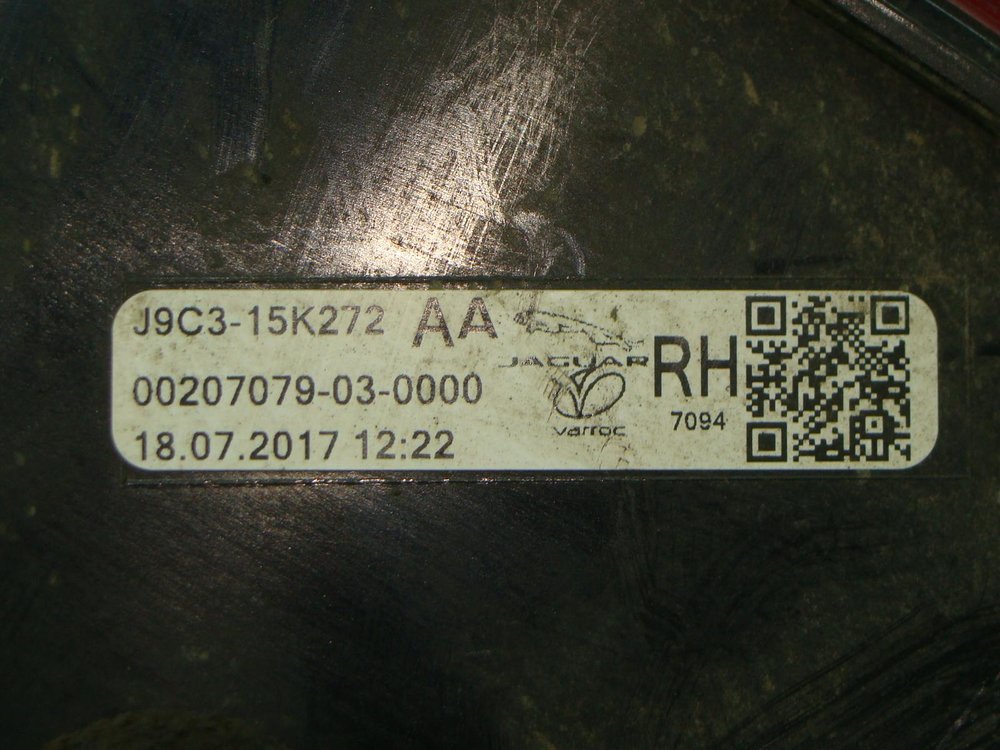 J9C3-15K272 AA
JAGUAR RH
00207079-03-0000
varroc 7094
18.07.2017 12:22